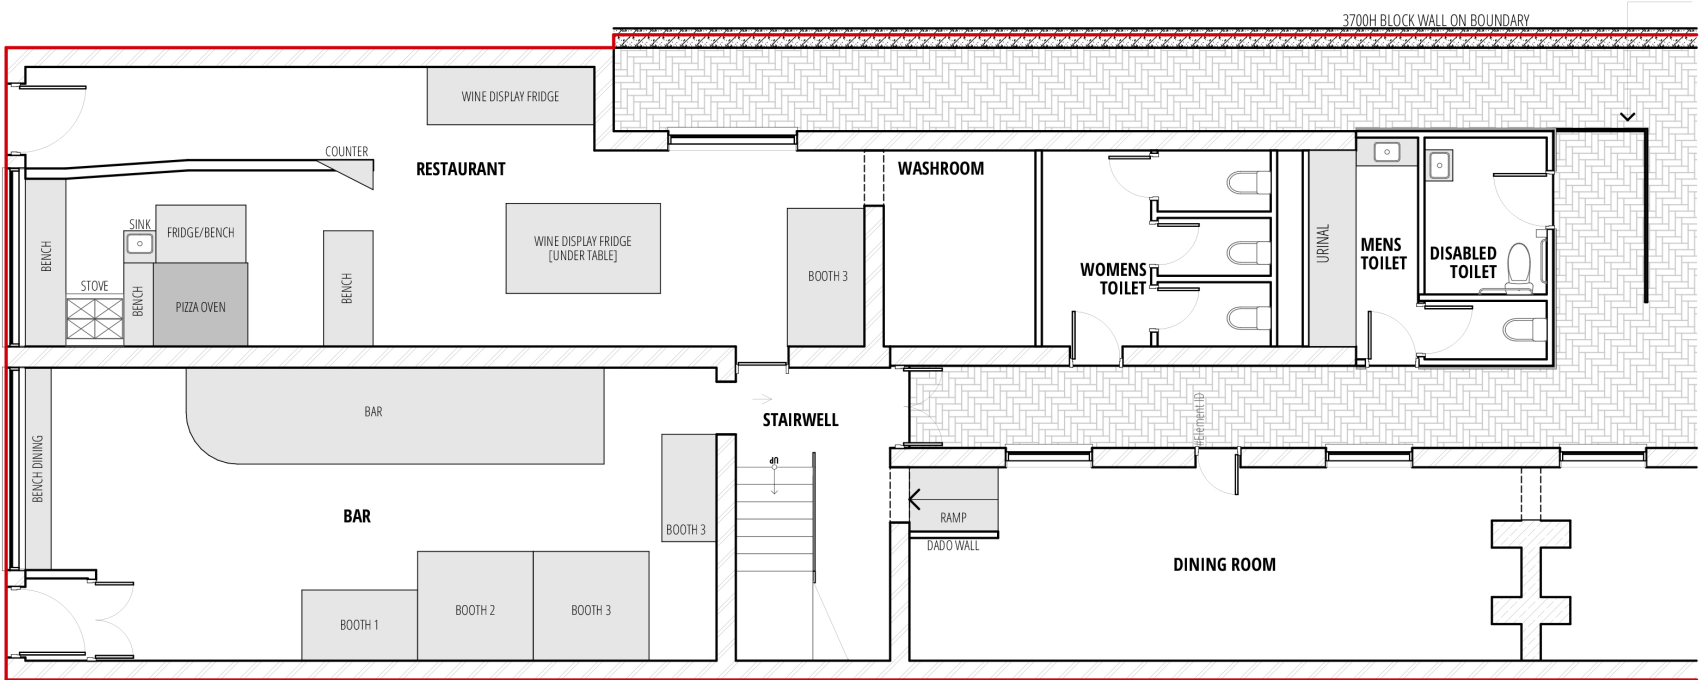 3700H BLOCK WALL ON BOUNDARY
WINE DISPLAY FRIDGE
COUNTER
RESTAURANT
WASHROOM
SINK
FRIDGE/BENCH
WINE DISPLAY FRIDGE
[UNDER TABLE]
BENCH
STOVE
BENCH
PIZZA OVEN
BENCH
BOOTH 3
WOMENS
TOILET
URINAL
MENS
TOILET
DISABLED
TOILET
BAR
STAIRWELL
#Element ID
BENCH DINING
UP
BAR
BOOTH 3
RAMP
DADO WALL
DINING ROOM
BOOTH 1
BOOTH 2
BOOTH 3